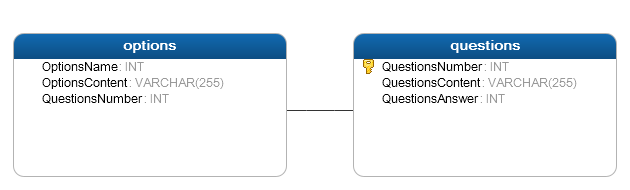 options
OptionsName: INT
OptionsContent: VARCHAR(255)
QuestionsNumber: INT
questions
QuestionsNumber: INT
QuestionsContent: VARCHAR(255)
QuestionsAnswer: INT